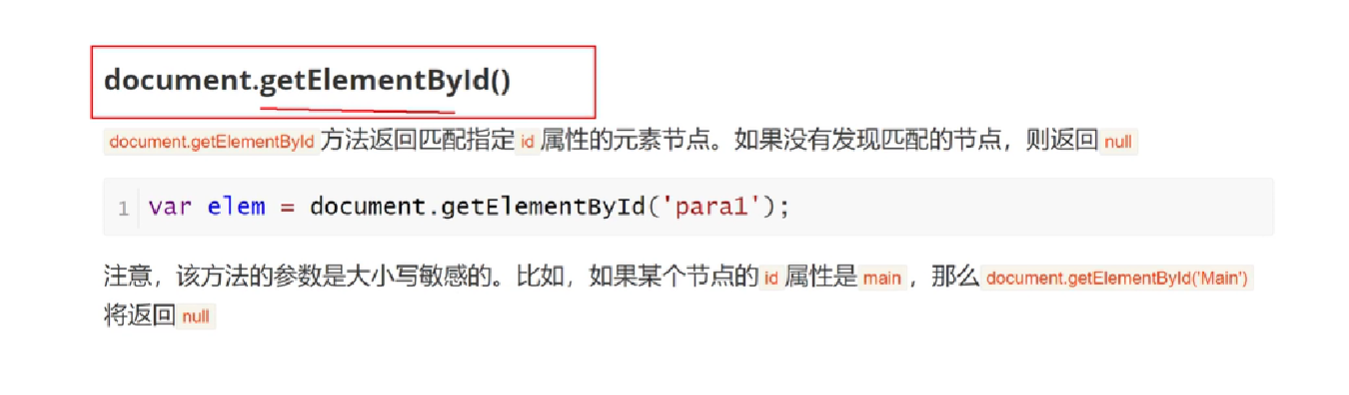 document.getElementById()
document.getElementById方法返回匹配指定id属性的元素节点。如果没有发现匹配的节点，则返回null
1 var elem = document.getElementById('para1');
注意，该方法的参数是大小写敏感的。比如，如果某个节点的id属性是main，那么document.getElementById('Main')
将返回null